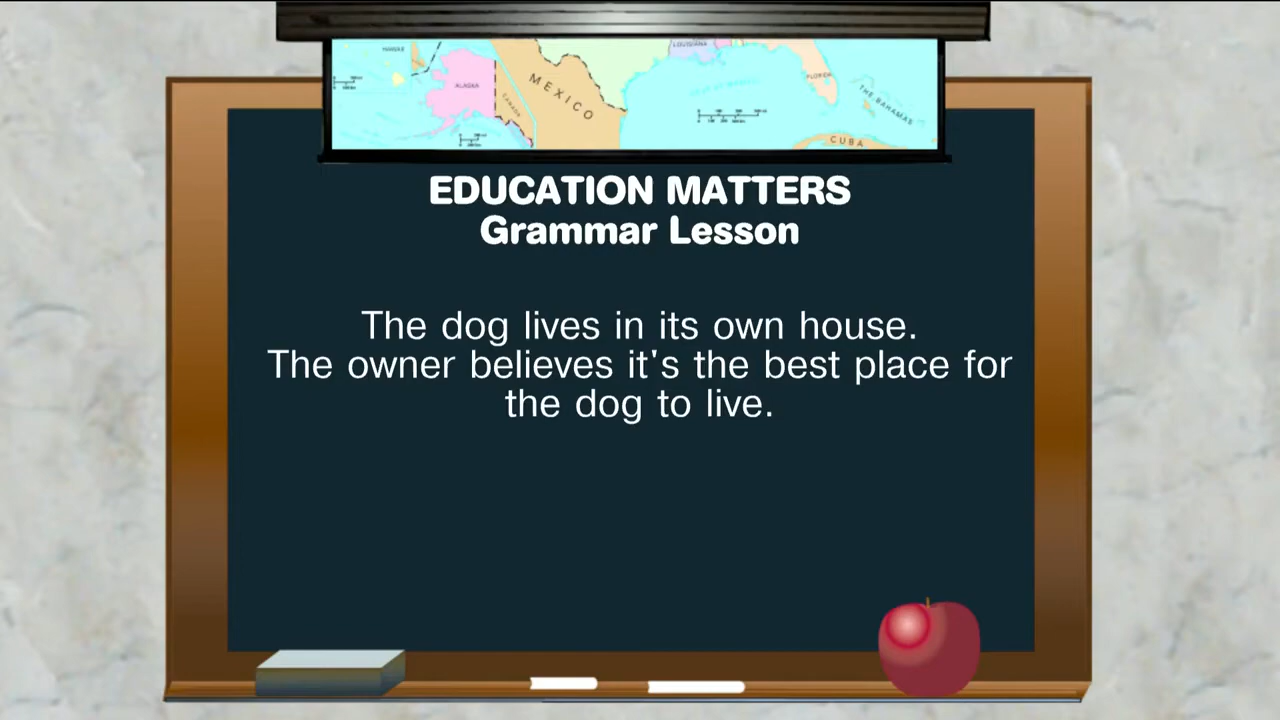 HAWAII
ALASKA
CANADA
MEXICO
LOUISIANA
FLORIDA
THE BAHAMAS
CUBA
EDUCATION MATTERS
Grammar Lesson
The dog lives in its own house.
The owner believes it's the best place for
the dog to live.